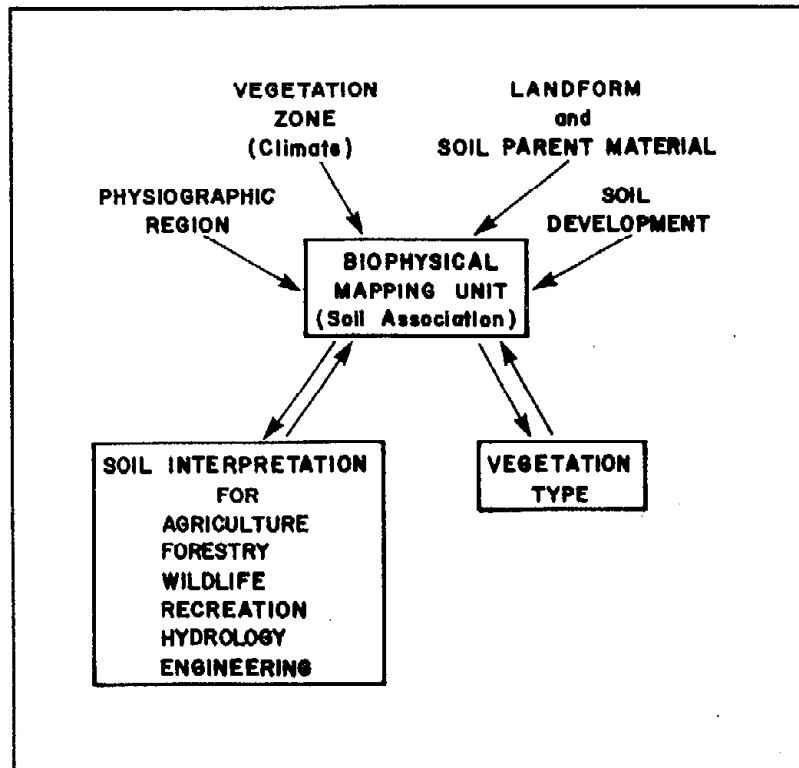 VEGETATION
ZONE
(Climate)
LANDFORM
and
SOIL PARENT MATERIAL
PHYSIOGRAPHIC
REGION
SOIL
DEVELOPMENT
BIOPHYSICAL
MAPPING UNIT
(Soil Association)
SOIL INTERPRETATION
FOR
AGRICULTURE
FORESTRY
WILDLIFE
RECREATION
HYDROLOGY
ENGINEERING
VEGETATION
TYPE